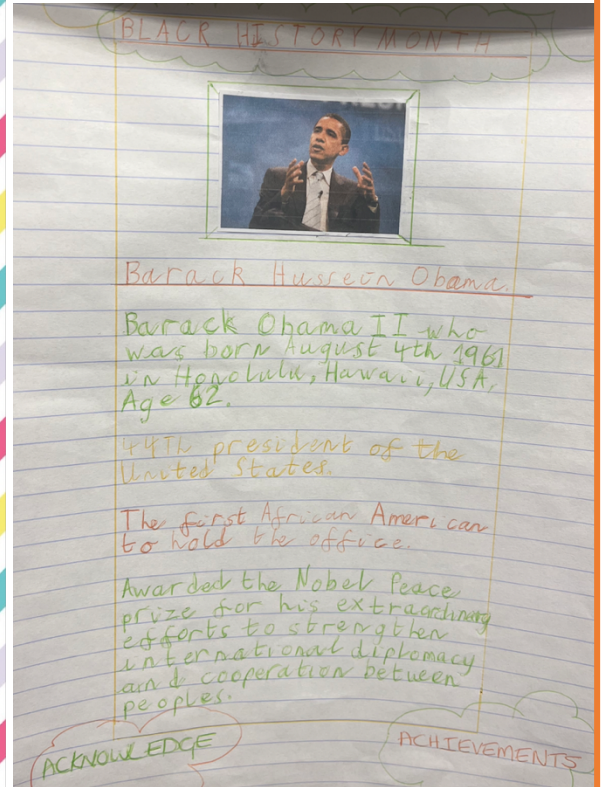 BLACK HISTORY MONTH
Barack Hussein Obama.
Barack Obama II who
was born August 4th 1961
in Honolulu, Hawaii, USA,
Age 62.
44TH president of the
United States.
The first African American
to hold the office.
Awarded the Nobel Peace
prize for his extraordinary
efforts to strengthen
international diplomacy
and cooperation between
peoples.
ACKNOWLEDGE
ACHIEVEMENTS